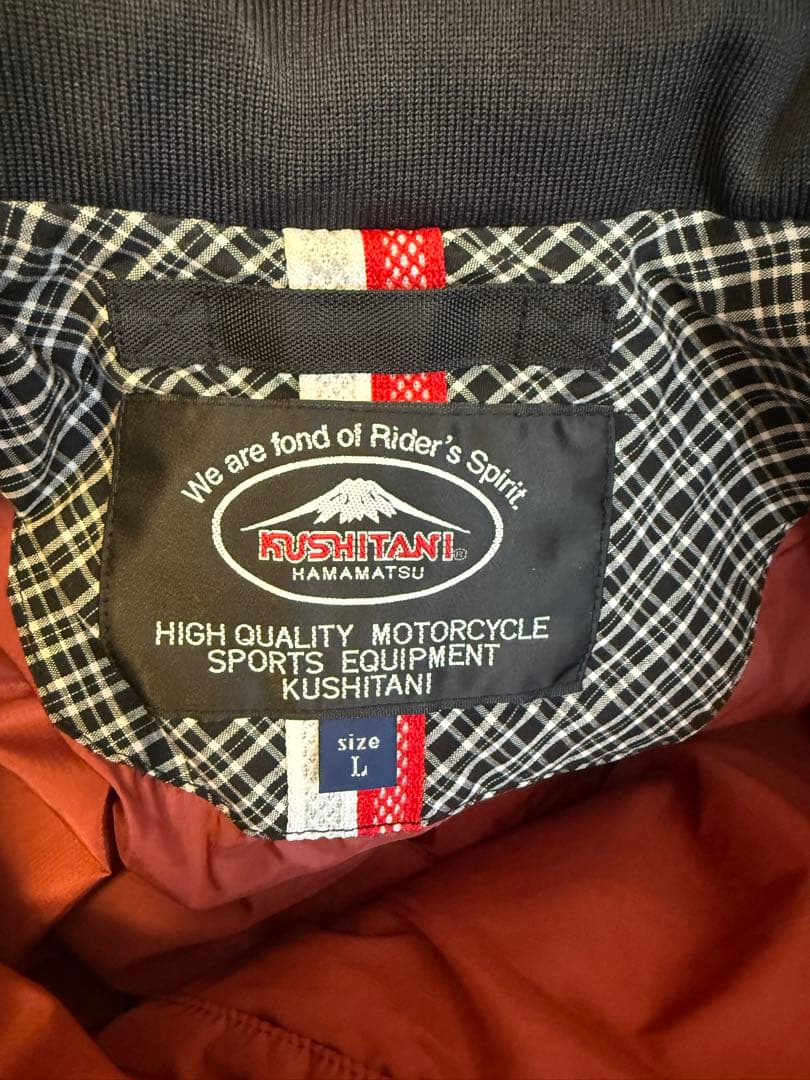 We are fond of Rider's Spirit.
KUSHITANI®
HAMAMATSU
HIGH QUALITY MOTORCYCLE
SPORTS EQUIPMENT
KUSHITANI
size
L